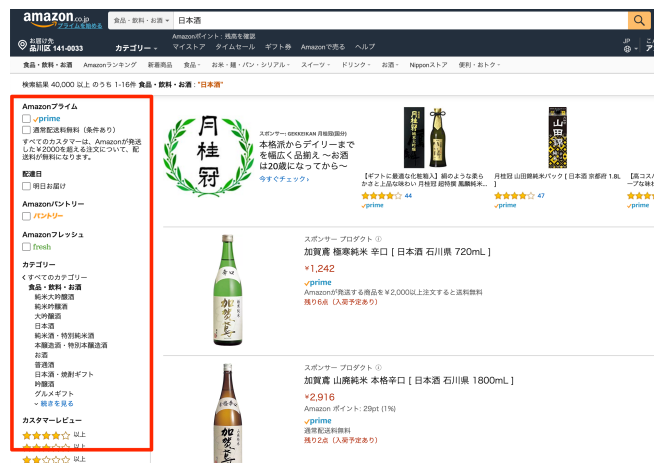 amazon.co.jp
プライムを始める
食品・飲料・お酒
日本酒
お届け先
品川区 141-0033
カテゴリー
Amazonポイント: 残高を確認
マイストア タイムセール ギフト券 Amazonで売る ヘルプ
JP
食品・飲料・お酒 Amazonランキング 新着商品 食品 お米・麺・パン・シリアル スイーツ ドリンク お酒 Nipponストア 便利・おトク
検索結果 40,000 以上 のうち 1-16件 食品・飲料・お酒 : "日本酒"
Amazonプライム
prime
通常配送料無料（条件あり）
すべてのカスタマーは、Amazonが発送
した￥2000を超える注文について、配
送料が無料になります。
配達日
明日お届け
Amazonパントリー
パントリー
Amazonフレッシュ
fresh
カテゴリー
すべてのカテゴリー
食品・飲料・お酒
純米大吟醸酒
純米吟醸酒
大吟醸酒
日本酒
純米酒・特別純米酒
本醸造酒・特別本醸造酒
お酒
普通酒
日本酒・焼酎ギフト
吟醸酒
グルメギフト
続きを見る
カスタマーレビュー
以上
以上
以上
月桂冠
スポンサー: GEKKEIKAN 月桂冠(国分)
本格派からデイリーまで
を幅広く品揃え ～お酒
は20歳になってから～
今すぐチェック
【ギフトに最適な化粧箱入】絹のような柔ら
かさと上品な味わい 月桂冠 超特撰 鳳麟純米...
44
prime
山田錦
月桂冠 山田錦純米パック [ 日本酒 京都府 1.8L
]
47
prime
【高コスパ
ープな味わ
prime
スポンサー プロダクト
加賀鳶 極寒純米 辛口 [ 日本酒 石川県 720mL ]
￥1,242
prime
Amazonが発送する商品を￥2,000以上注文すると送料無料
残り6点（入荷予定あり）
辛口
加賀鳶
スポンサー プロダクト
加賀鳶 山廃純米 本格辛口 [ 日本酒 石川県 1800mL ]
￥2,916
Amazon ポイント: 29pt (1%)
prime
通常配送料無料
残り2点（入荷予定あり）
加賀鳶